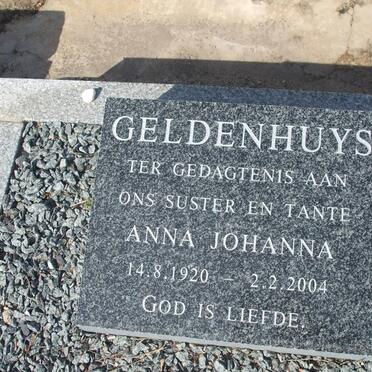 GELDENHUYS
TER GEDAGTENIS AAN
ONS SUSTER EN TANTE
ANNA JOHANNA
14.8.1920 – 2.2.2004
GOD IS LIEFDE.